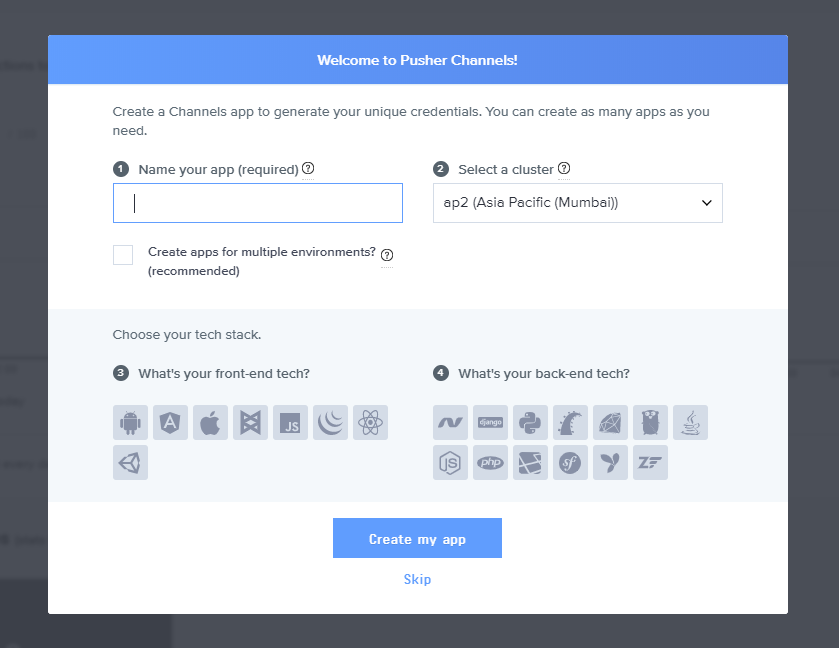 Welcome to Pusher Channels!
Create a Channels app to generate your unique credentials. You can create as many apps as you
need.
1 Name your app (required) ?
2 Select a cluster ?
ap2 (Asia Pacific (Mumbai))
Create apps for multiple environments? ?
(recommended)
Choose your tech stack.
3 What's your front-end tech?
4 What's your back-end tech?
JS
django
JS
php
sf
ZF
Create my app
Skip